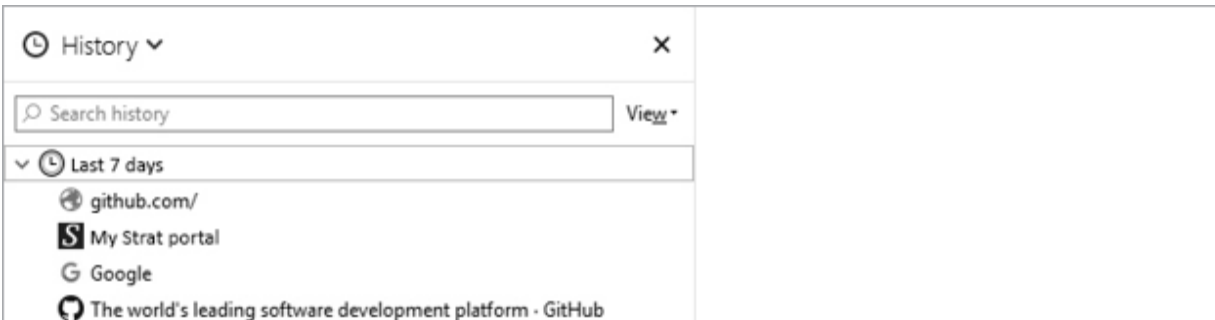 History
Search history View
Last 7 days
github.com/
S My Strat portal
G Google
The world's leading software development platform · GitHub